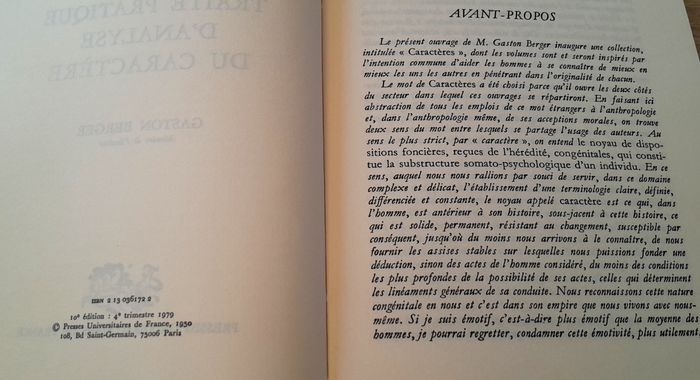 TRAITÉ PRATIQUE
D'ANALYSE
DU CARACTÈRE
GASTON BERGER
ISBN 2 13 036172 2
10e édition : 4e trimestre 1979
© Presses Universitaires de France, 1950
108, Bd Saint-Germain, 75006 Paris
AVANT-PROPOS
Le présent ouvrage de M. Gaston Berger inaugure une collection,
intitulée « Caractères », dont les volumes sont et seront inspirés par
l'intention commune d'aider les hommes à se connaître de mieux en
mieux les uns les autres en pénétrant dans l'originalité de chacun.
Le mot de Caractères a été choisi parce qu'il ouvre les deux côtés
du secteur dans lequel ces ouvrages se répartiront. En faisant ici
abstraction de tous les emplois de ce mot étrangers à l'anthropologie
et, dans l'anthropologie même, de ses acceptions morales, on trouve
deux sens du mot entre lesquels se partage l'usage des auteurs. Au
sens le plus strict, par « caractère », on entend le noyau de dispo-
sitions foncières, reçues de l'hérédité, congénitales, qui consti-
tue la substructure somato-psychologique d'un individu. En ce
sens, auquel nous nous rallions par souci de servir, dans ce domaine
complexe et délicat, l'établissement d'une terminologie claire, définie,
différenciée et constante, le noyau appelé caractère est ce qui, dans
l'homme, est antérieur à son histoire, sous-jacent à cette histoire, ce
qui est solide, permanent, résistant au changement, susceptible par
conséquent, jusqu'où du moins nous arrivons à le connaître, de nous
fournir les assises stables sur lesquelles nous puissions fonder une
déduction, sinon des actes de l'homme considéré, du moins des conditions
les plus profondes de la possibilité de ses actes, celles qui déterminent
les linéaments généraux de sa conduite. Nous reconnaissons cette nature
congénitale en nous et c'est dans son empire que nous vivons avec nous-
même. Si je suis émotif, c'est-à-dire plus émotif que la moyenne des
hommes, je pourrai regretter, condamner cette émotivité, plus utilement